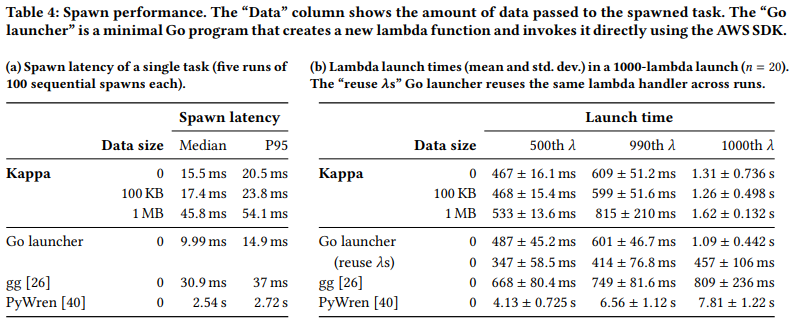 Table 4: Spawn performance. The “Data” column shows the amount of data passed to the spawned task. The “Go
launcher” is a minimal Go program that creates a new lambda function and invokes it directly using the AWS SDK.
(a) Spawn latency of a single task (five runs of
100 sequential spawns each).
Spawn latency
Data size Median P95
Kappa 0 15.5 ms 20.5 ms
100 KB 17.4 ms 23.8 ms
1 MB 45.8 ms 54.1 ms
Go launcher 0 9.99 ms 14.9 ms
gg [26] 0 30.9 ms 37 ms
PyWren [40] 0 2.54 s 2.72 s
(b) Lambda launch times (mean and std. dev.) in a 1000-lambda launch (n = 20).
The “reuse λs” Go launcher reuses the same lambda handler across runs.
Launch time
Data size 500th λ 990th λ 1000th λ
Kappa 0 467 ± 16.1 ms 609 ± 51.2 ms 1.31 ± 0.736 s
100 KB 468 ± 15.4 ms 599 ± 51.6 ms 1.26 ± 0.498 s
1 MB 533 ± 13.6 ms 815 ± 210 ms 1.62 ± 0.132 s
Go launcher 0 487 ± 45.2 ms 601 ± 46.7 ms 1.09 ± 0.442 s
(reuse λs) 0 347 ± 58.5 ms 414 ± 76.8 ms 457 ± 106 ms
gg [26] 0 668 ± 80.4 ms 749 ± 81.6 ms 809 ± 236 ms
PyWren [40] 0 4.13 ± 0.725 s 6.56 ± 1.12 s 7.81 ± 1.22 s